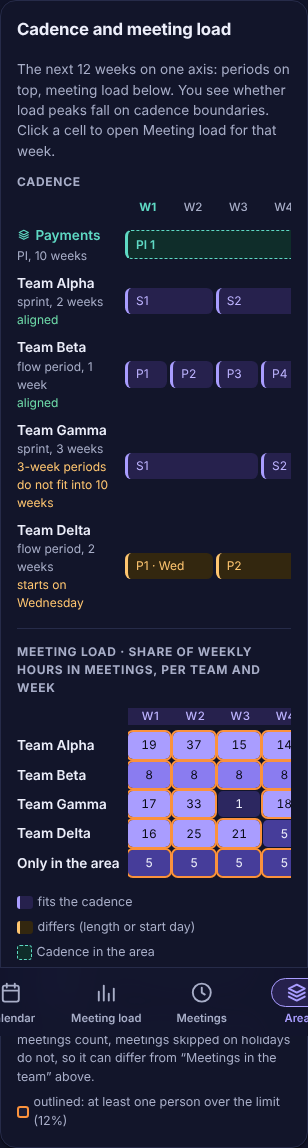 Cadence and meeting load
The next 12 weeks on one axis: periods on
top, meeting load below. You see whether
load peaks fall on cadence boundaries.
Click a cell to open Meeting load for that
week.
CADENCE
W1 W2 W3 W4
Payments
PI, 10 weeks
PI 1
Team Alpha
sprint, 2 weeks
aligned
S1 S2
Team Beta
flow period, 1
week
aligned
P1 P2 P3 P4
Team Gamma
sprint, 3 weeks
3-week periods
do not fit into 10
weeks
S1 S2
Team Delta
flow period, 2
weeks
starts on
Wednesday
P1 · Wed P2
MEETING LOAD · SHARE OF WEEKLY
HOURS IN MEETINGS, PER TEAM AND
WEEK
W1 W2 W3 W4
Team Alpha 19 37 15 14
Team Beta 8 8 8 8
Team Gamma 17 33 1 18
Team Delta 16 25 21 5
Only in the area 5 5 5 5
fits the cadence
differs (length or start day)
Cadence in the area
lendar Meeting load Meetings Area
meetings count, meetings skipped on holidays
do not, so it can differ from “Meetings in the
team” above.
outlined: at least one person over the limit
(12%)